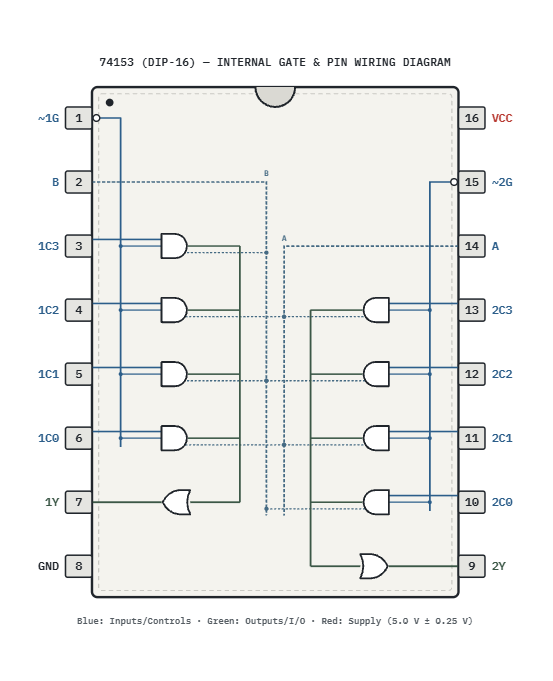 74153 (DIP-16) — INTERNAL GATE & PIN WIRING DIAGRAM
~1G 1 16 VCC
B 2 B 15 ~2G
1C3 3 A 14 A
1C2 4 13 2C3
1C1 5 12 2C2
1C0 6 11 2C1
1Y 7 10 2C0
GND 8 9 2Y
Blue: Inputs/Controls · Green: Outputs/I/O · Red: Supply (5.0 V ± 0.25 V)